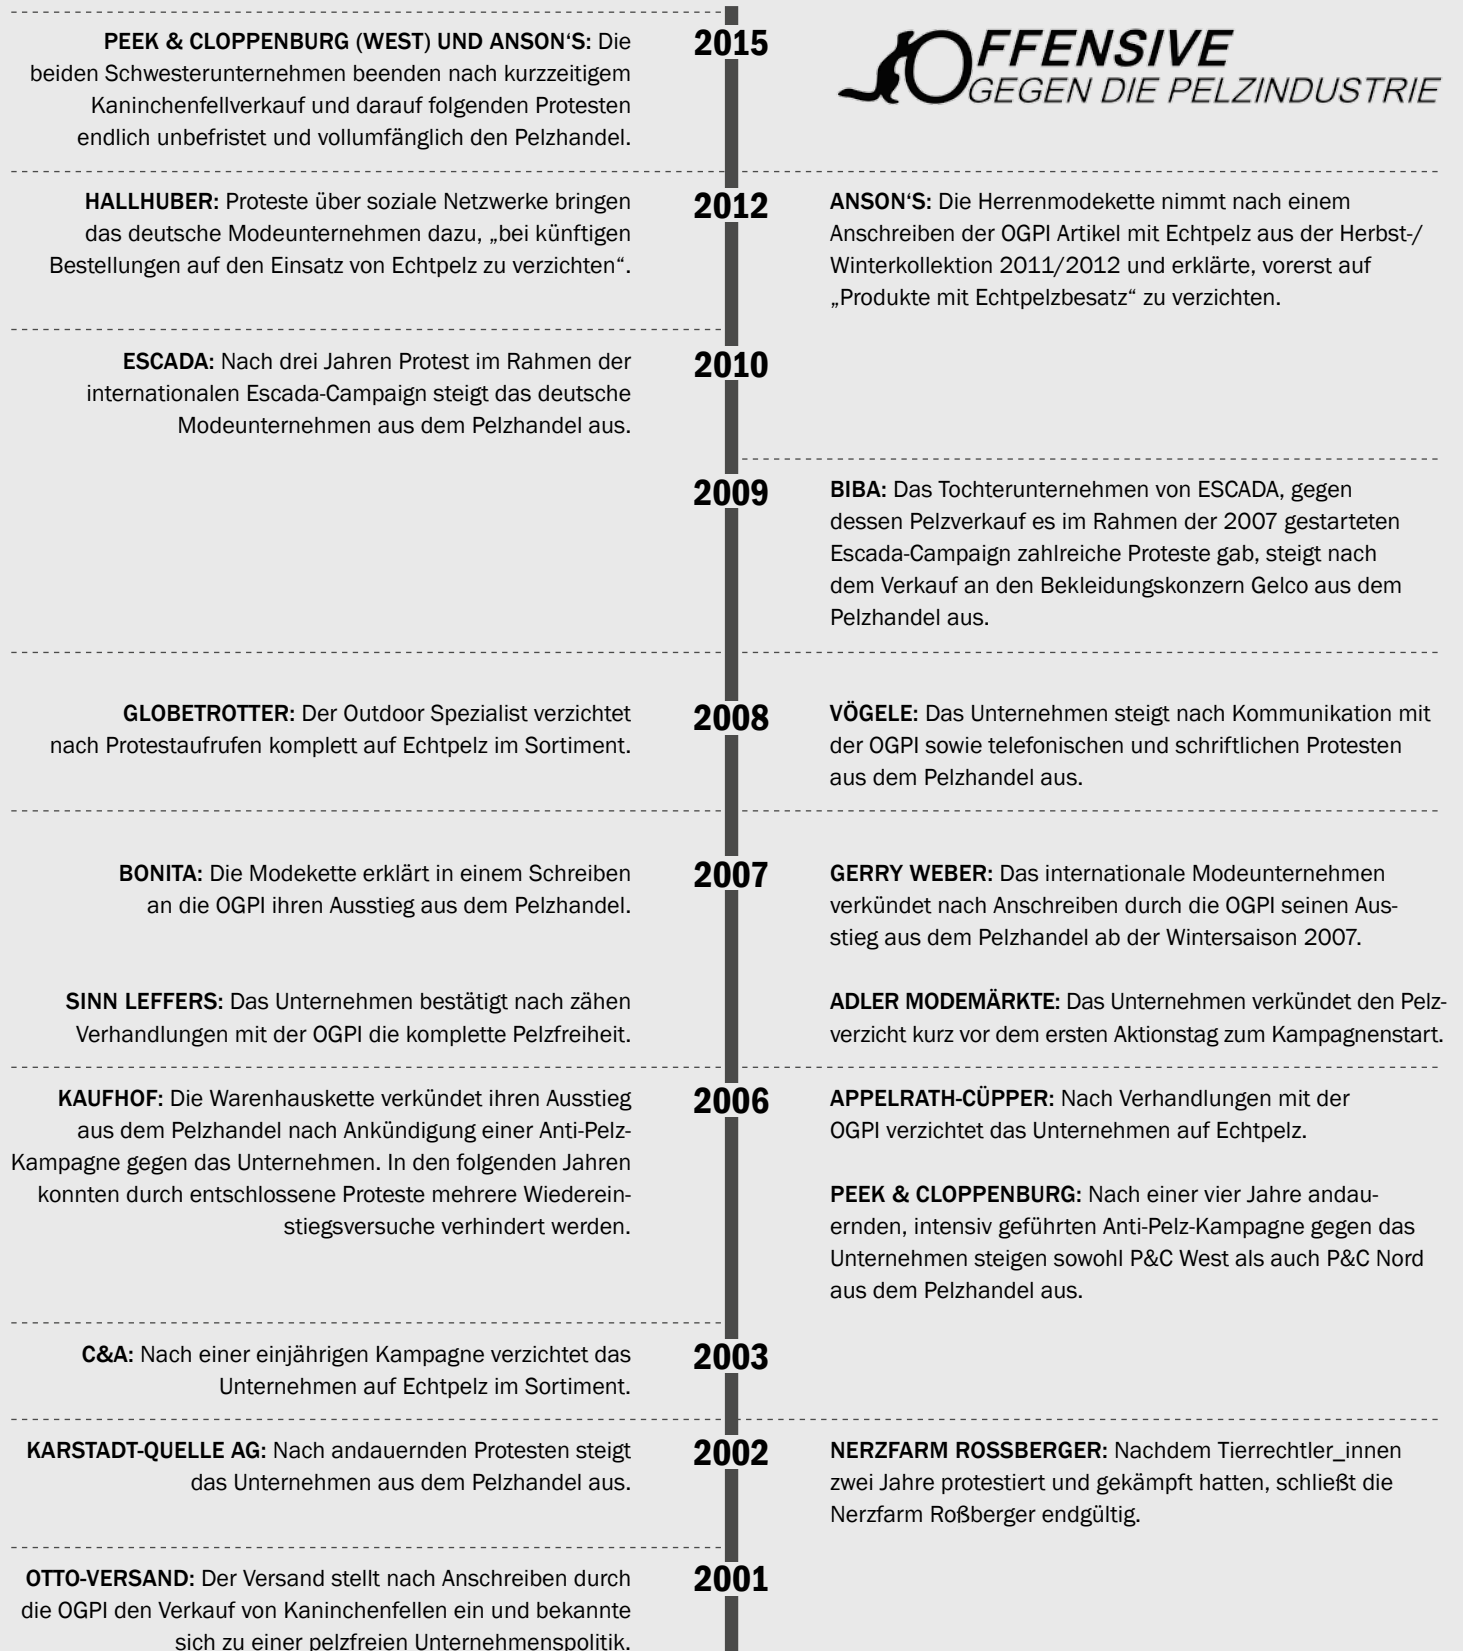 2015
OFFENSIVE
GEGEN DIE PELZINDUSTRIE
PEEK & CLOPPENBURG (WEST) UND ANSON‘S: Die
beiden Schwesterunternehmen beenden nach kurzzeitigem
Kaninchenfellverkauf und darauf folgenden Protesten
endlich unbefristet und vollumfänglich den Pelzhandel.
2012
HALLHUBER: Proteste über soziale Netzwerke bringen
das deutsche Modeunternehmen dazu, „bei künftigen
Bestellungen auf den Einsatz von Echtpelz zu verzichten“.
ANSON‘S: Die Herrenmodekette nimmt nach einem
Anschreiben der OGPI Artikel mit Echtpelz aus der Herbst-/
Winterkollektion 2011/2012 und erklärte, vorerst auf
„Produkte mit Echtpelzbesatz“ zu verzichten.
2010
ESCADA: Nach drei Jahren Protest im Rahmen der
internationalen Escada-Campaign steigt das deutsche
Modeunternehmen aus dem Pelzhandel aus.
2009
BIBA: Das Tochterunternehmen von ESCADA, gegen
dessen Pelzverkauf es im Rahmen der 2007 gestarteten
Escada-Campaign zahlreiche Proteste gab, steigt nach
dem Verkauf an den Bekleidungskonzern Gelco aus dem
Pelzhandel aus.
2008
GLOBETROTTER: Der Outdoor Spezialist verzichtet
nach Protestaufrufen komplett auf Echtpelz im Sortiment.
VÖGELE: Das Unternehmen steigt nach Kommunikation mit
der OGPI sowie telefonischen und schriftlichen Protesten
aus dem Pelzhandel aus.
2007
BONITA: Die Modekette erklärt in einem Schreiben
an die OGPI ihren Ausstieg aus dem Pelzhandel.
SINN LEFFERS: Das Unternehmen bestätigt nach zähen
Verhandlungen mit der OGPI die komplette Pelzfreiheit.
GERRY WEBER: Das internationale Modeunternehmen
verkündet nach Anschreiben durch die OGPI seinen Aus-
stieg aus dem Pelzhandel ab der Wintersaison 2007.
ADLER MODEMÄRKTE: Das Unternehmen verkündet den Pelz-
verzicht kurz vor dem ersten Aktionstag zum Kampagnenstart.
2006
KAUFHOF: Die Warenhauskette verkündet ihren Ausstieg
aus dem Pelzhandel nach Ankündigung einer Anti-Pelz-
Kampagne gegen das Unternehmen. In den folgenden Jahren
konnten durch entschlossene Proteste mehrere Wiederein-
stiegsversuche verhindert werden.
APPELRATH-CÜPPER: Nach Verhandlungen mit der
OGPI verzichtet das Unternehmen auf Echtpelz.
PEEK & CLOPPENBURG: Nach einer vier Jahre andau-
ernden, intensiv geführten Anti-Pelz-Kampagne gegen das
Unternehmen steigen sowohl P&C West als auch P&C Nord
aus dem Pelzhandel aus.
2003
C&A: Nach einer einjährigen Kampagne verzichtet das
Unternehmen auf Echtpelz im Sortiment.
2002
KARSTADT-QUELLE AG: Nach andauernden Protesten steigt
das Unternehmen aus dem Pelzhandel aus.
NERZFARM ROSSBERGER: Nachdem Tierrechtler_innen
zwei Jahre protestiert und gekämpft hatten, schließt die
Nerzfarm Roßberger endgültig.
2001
OTTO-VERSAND: Der Versand stellt nach Anschreiben durch
die OGPI den Verkauf von Kaninchenfellen ein und bekannte
sich zu einer pelzfreien Unternehmenspolitik.